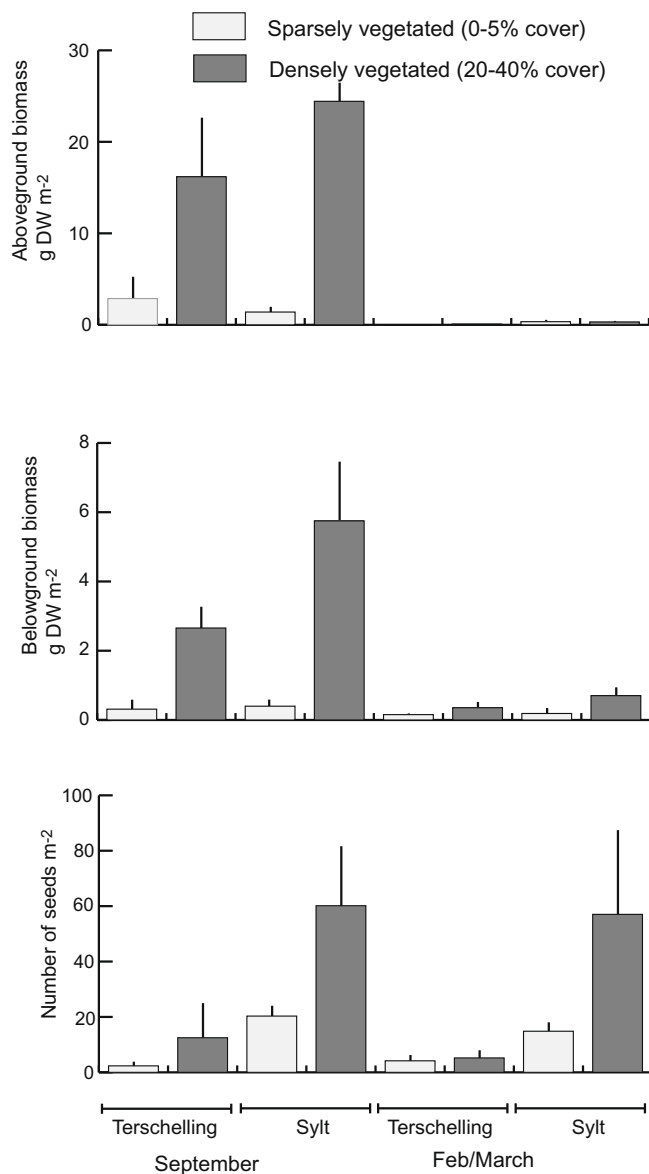 Sparsely vegetated (0-5% cover)
Densely vegetated (20-40% cover)
30
20
10
0
Aboveground biomass
g DW m-2
8
6
4
2
0
Belowground biomass
g DW m-2
100
80
60
40
20
0
Number of seeds m-2
Terschelling Sylt Terschelling Sylt
September Feb/March